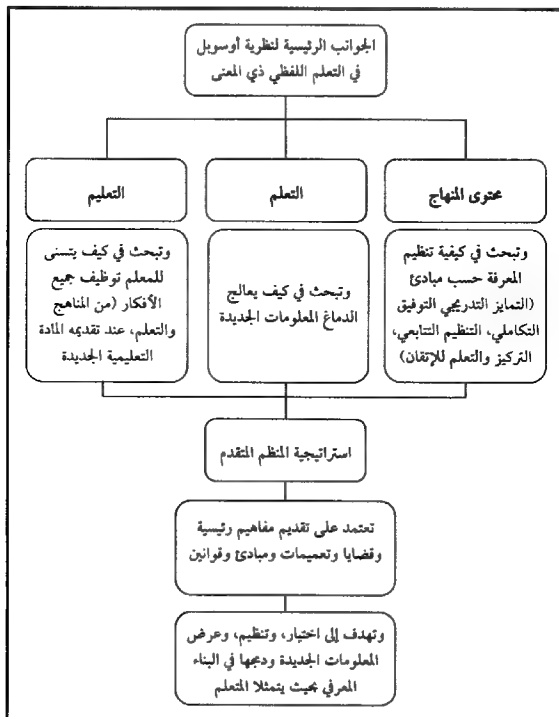 الجوانب الرئيسية لنظرية أوسوبل
في التعلم اللفظي ذي المعنى
محتوى المنهاج
التعلم
التعليم
وتبحث في كيفية تنظيم
المعرفة حسب مبادئ
(التمايز التدريجي التوفيق
التكاملي، التنظيم التتابعي،
التركيز والتعلم للإتقان)
وتبحث في كيف يعالج
الدماغ المعلومات الجديدة
وتبحث في كيف يتسنى
للمعلم توظيف جميع
الأفكار (من المناهج
والتعلم، عند تقديمه المادة
التعليمية الجديدة
استراتيجية المنظم المتقدم
تعتمد على تقديم مفاهيم رئيسية
وقضايا وتعميمات ومبادئ وقوانين
وتهدف إلى اختيار، وتنظيم، وعرض
المعلومات الجديدة ودمجها في البناء
المعرفي بحيث يتمثلا المتعلم